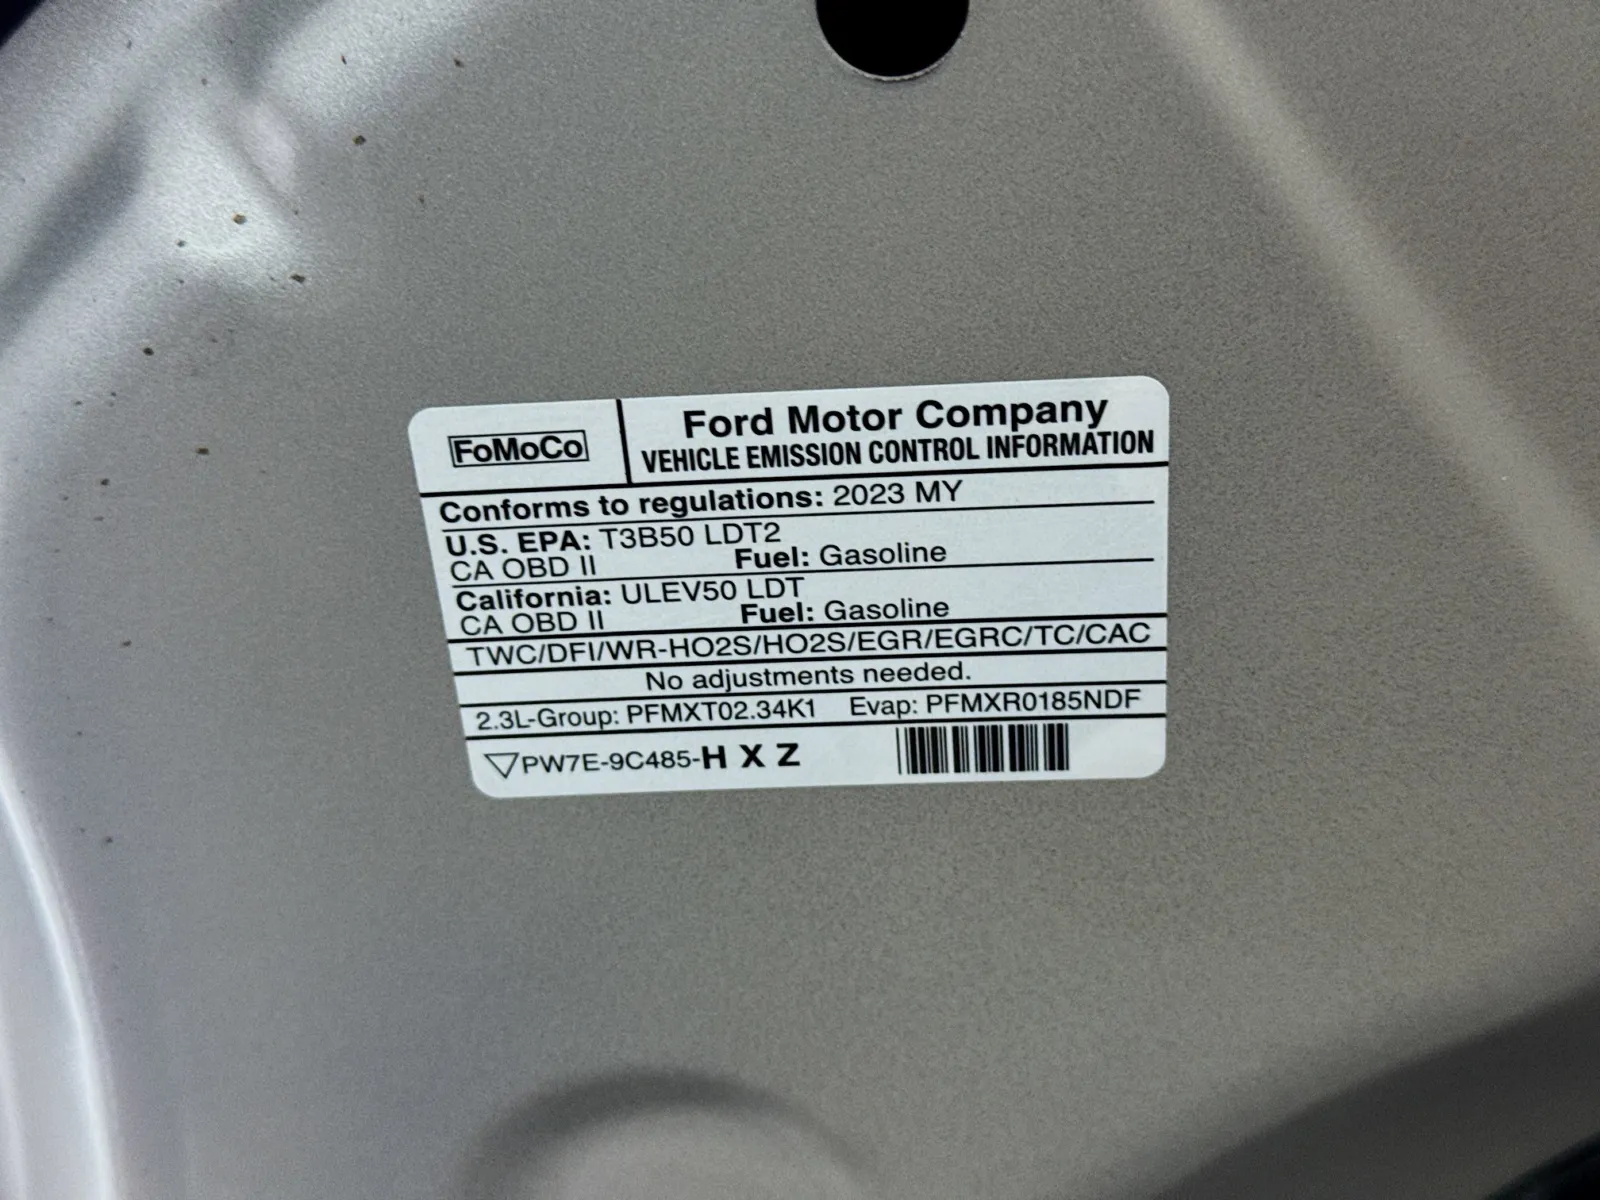 FoMoCo
Ford Motor Company
VEHICLE EMISSION CONTROL INFORMATION
Conforms to regulations: 2023 MY
U.S. EPA: T3B50 LDT2
CA OBD II Fuel: Gasoline
California: ULEV50 LDT
CA OBD II Fuel: Gasoline
TWC/DFI/WR-HO2S/HO2S/EGR/EGRC/TC/CAC
No adjustments needed.
2.3L-Group: PFMXT02.34K1 Evap: PFMXR0185NDF
PW7E-9C485-H X Z